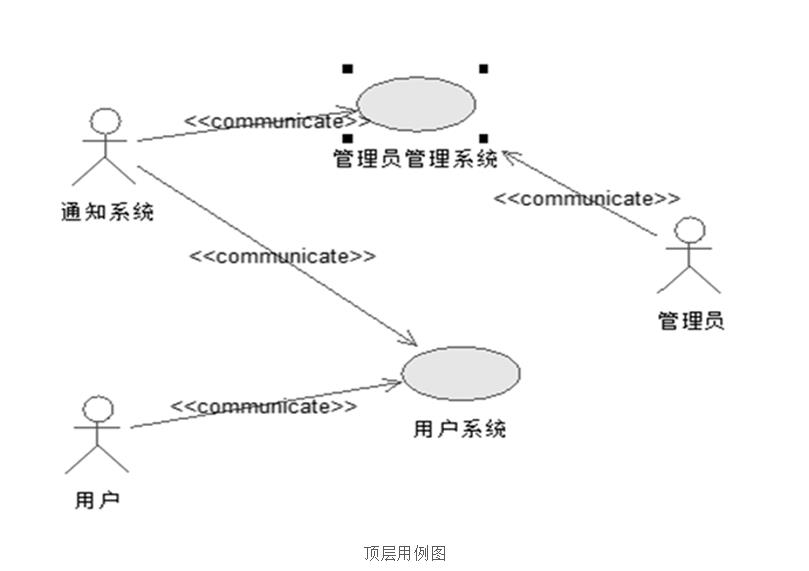 <<communicate>>
管理员管理系统
<<communicate>>
通知系统
<<communicate>>
管理员
<<communicate>>
用户系统
用户
顶层用例图